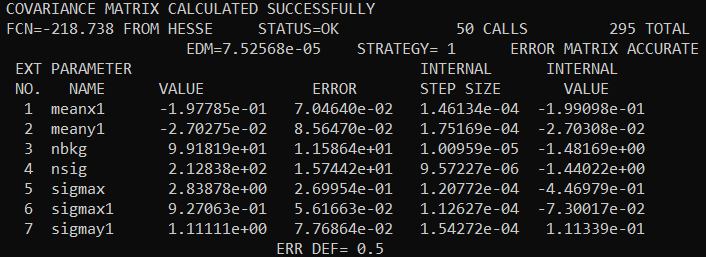 COVARIANCE MATRIX CALCULATED SUCCESSFULLY
FCN=-218.738 FROM HESSE STATUS=OK 50 CALLS 295 TOTAL
EDM=7.52568e-05 STRATEGY= 1 ERROR MATRIX ACCURATE
EXT PARAMETER INTERNAL INTERNAL
NO. NAME VALUE ERROR STEP SIZE VALUE
1 meanx1 -1.97785e-01 7.04640e-02 1.46134e-04 -1.99098e-01
2 meany1 -2.70275e-02 8.56470e-02 1.75169e-04 -2.70308e-02
3 nbkg 9.91819e+01 1.15864e+01 1.00959e-05 -1.48169e+00
4 nsig 2.12838e+02 1.57442e+01 9.57227e-06 -1.44022e+00
5 sigmax 2.83878e+00 2.69954e-01 1.20772e-04 -4.46979e-01
6 sigmax1 9.27063e-01 5.61663e-02 1.12627e-04 -7.30017e-02
7 sigmay1 1.11111e+00 7.76864e-02 1.54272e-04 1.11339e-01
ERR DEF= 0.5